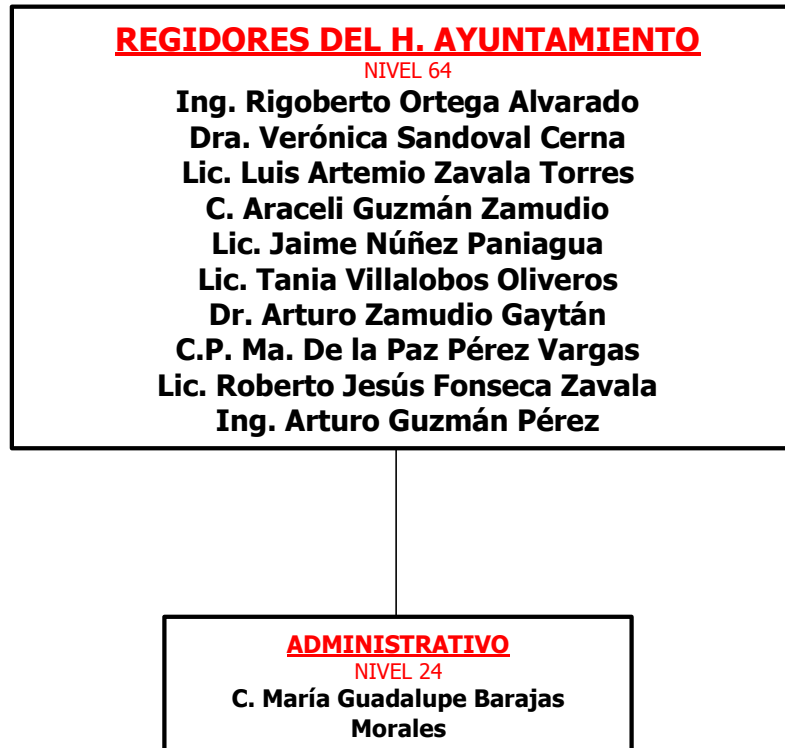 REGIDORES DEL H. AYUNTAMIENTO
NIVEL 64
Ing. Rigoberto Ortega Alvarado
Dra. Verónica Sandoval Cerna
Lic. Luis Artemio Zavala Torres
C. Araceli Guzmán Zamudio
Lic. Jaime Núñez Paniagua
Lic. Tania Villalobos Oliveros
Dr. Arturo Zamudio Gaytán
C.P. Ma. De la Paz Pérez Vargas
Lic. Roberto Jesús Fonseca Zavala
Ing. Arturo Guzmán Pérez
ADMINISTRATIVO
NIVEL 24
C. María Guadalupe Barajas
Morales